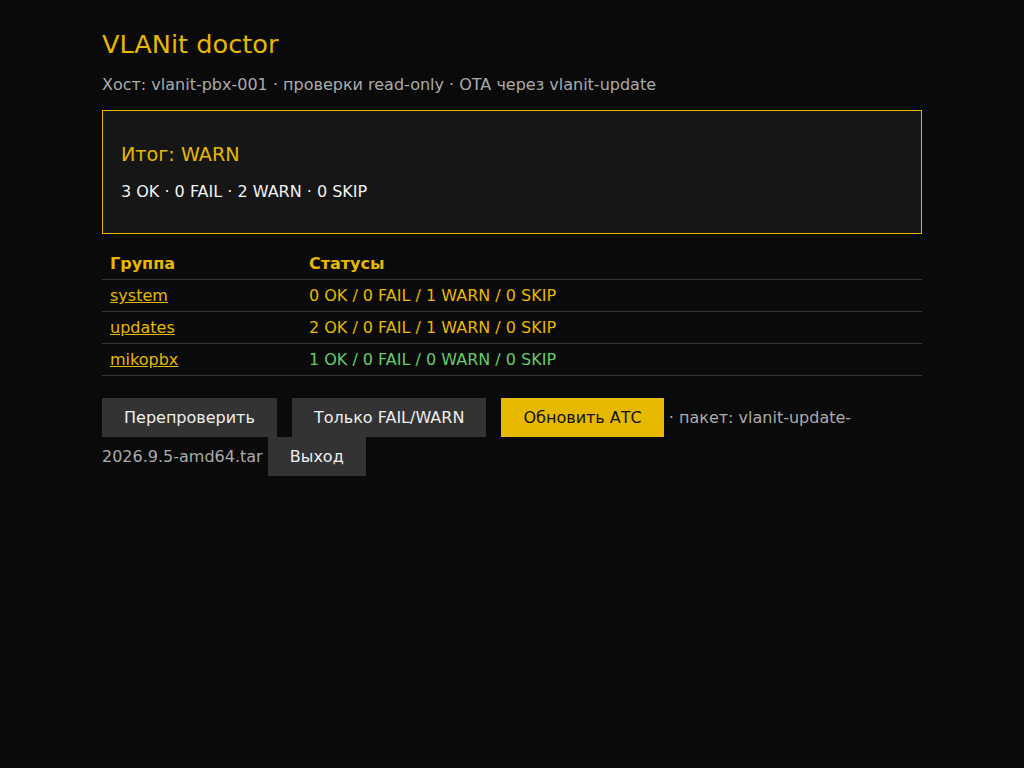 VLANit doctor
Хост: vlanit-pbx-001 · проверки read-only · OTA через vlanit-update
Итог: WARN
3 OK · 0 FAIL · 2 WARN · 0 SKIP
Группа Статусы
system 0 OK / 0 FAIL / 1 WARN / 0 SKIP
updates 2 OK / 0 FAIL / 1 WARN / 0 SKIP
mikopbx 1 OK / 0 FAIL / 0 WARN / 0 SKIP
Перепроверить Только FAIL/WARN Обновить АТС · пакет: vlanit-update-
2026.9.5-amd64.tar Выход